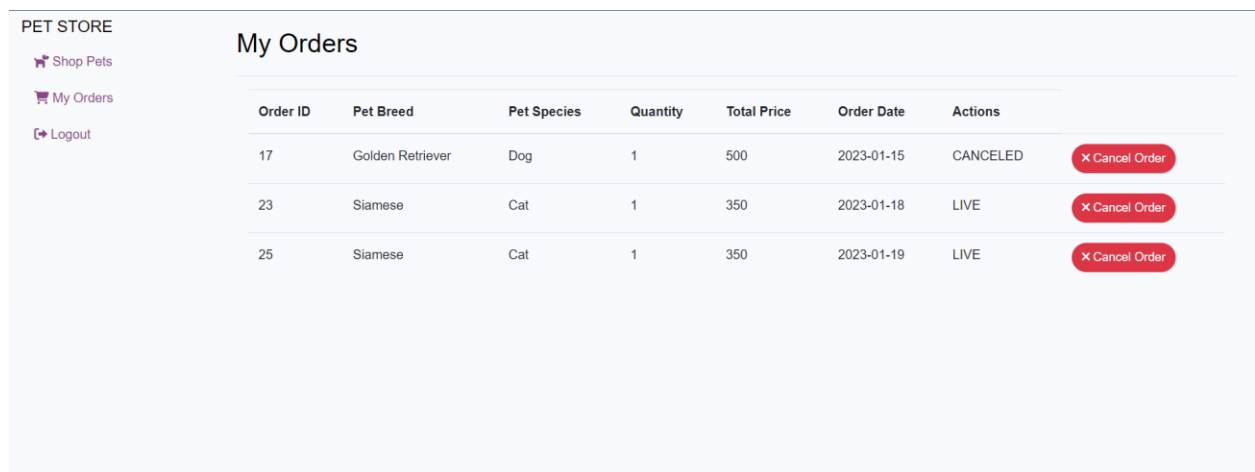 PET STORE
Shop Pets
My Orders
Logout
My Orders
Order ID Pet Breed Pet Species Quantity Total Price Order Date Actions
17 Golden Retriever Dog 1 500 2023-01-15 CANCELED Cancel Order
23 Siamese Cat 1 350 2023-01-18 LIVE Cancel Order
25 Siamese Cat 1 350 2023-01-19 LIVE Cancel Order